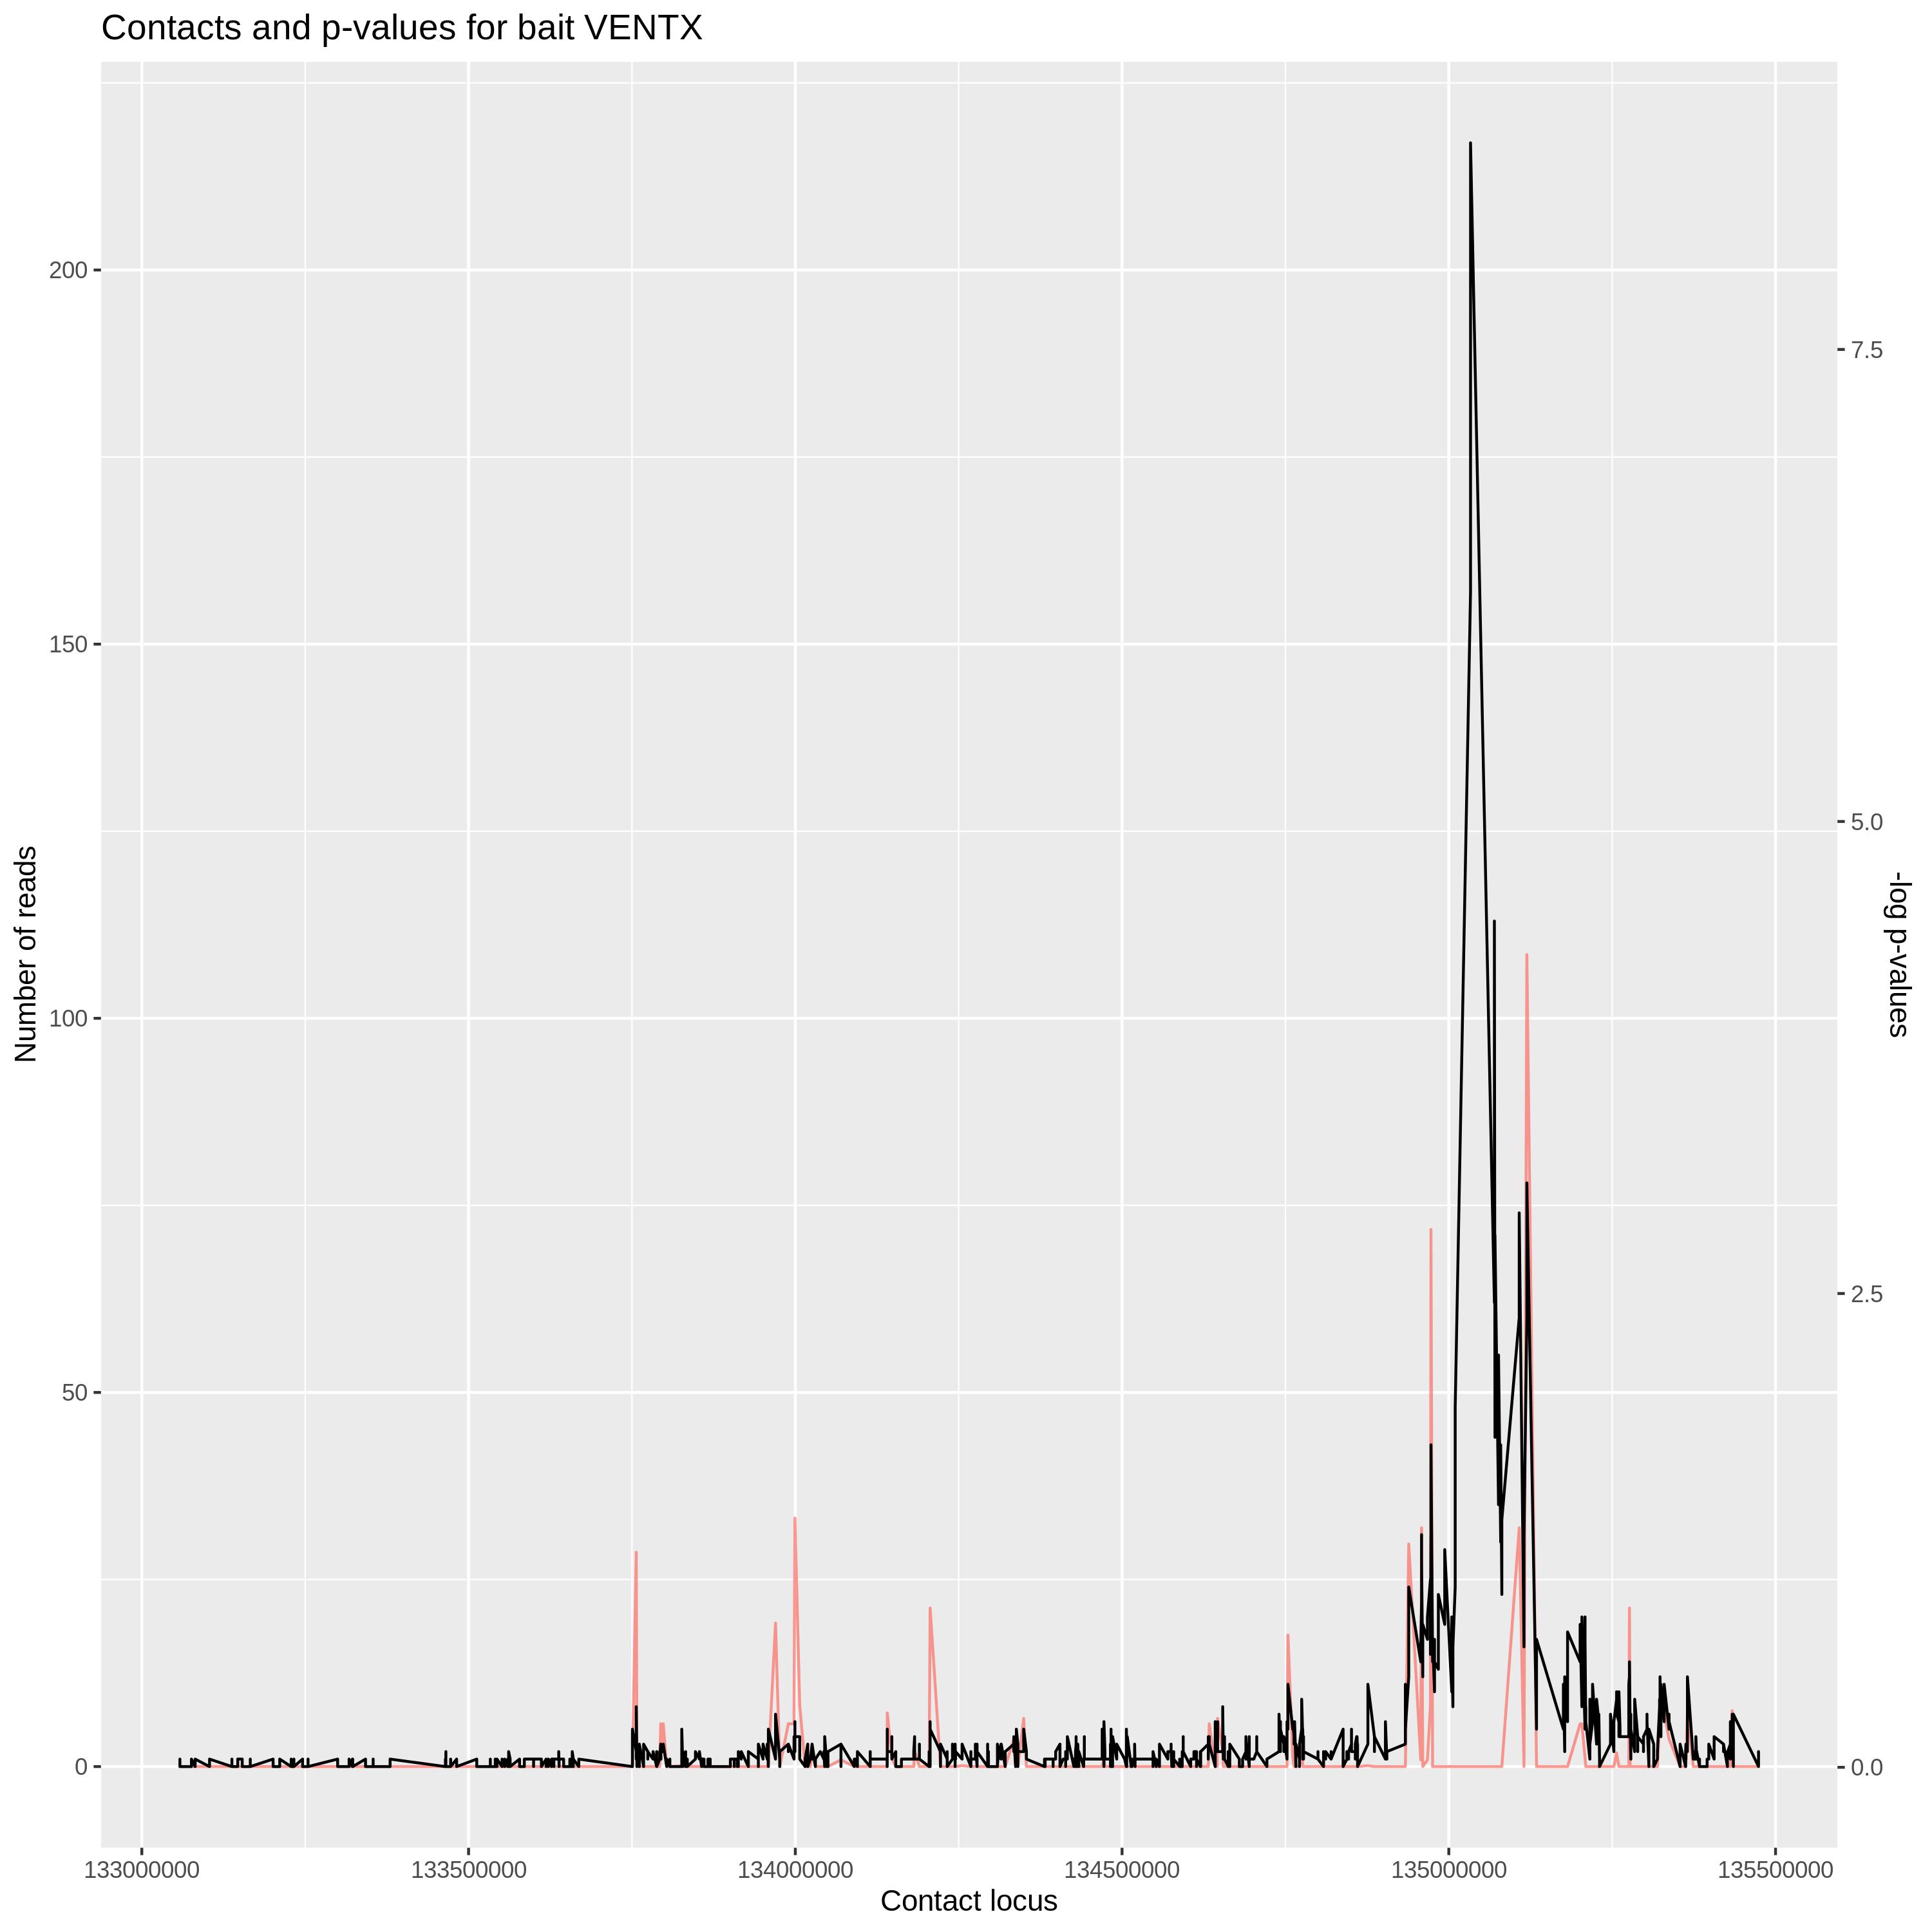 Contacts and p-values for bait VENTX
Number of reads
200
150
100
50
0
7.5
5.0
2.5
0.0
-log p-values
133000000 133500000 134000000 134500000 135000000 135500000
Contact locus